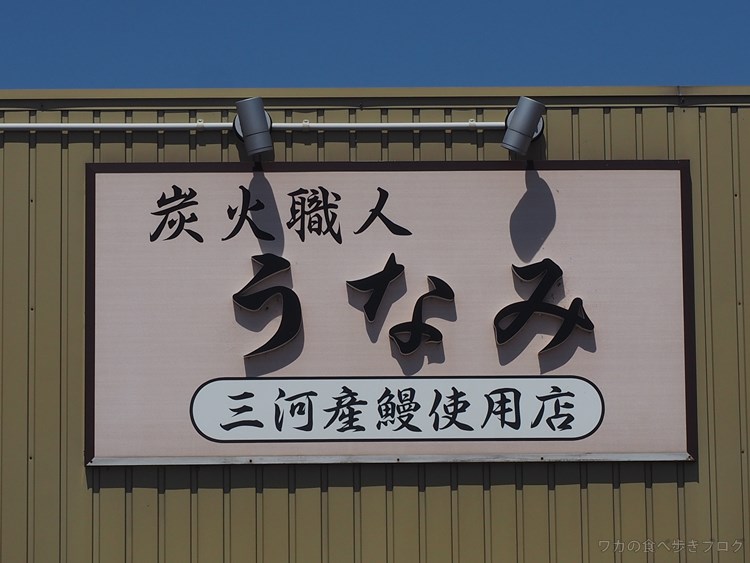 炭火職人
うなみ
三河産鰻使用店
ワカの食べ歩きブログ